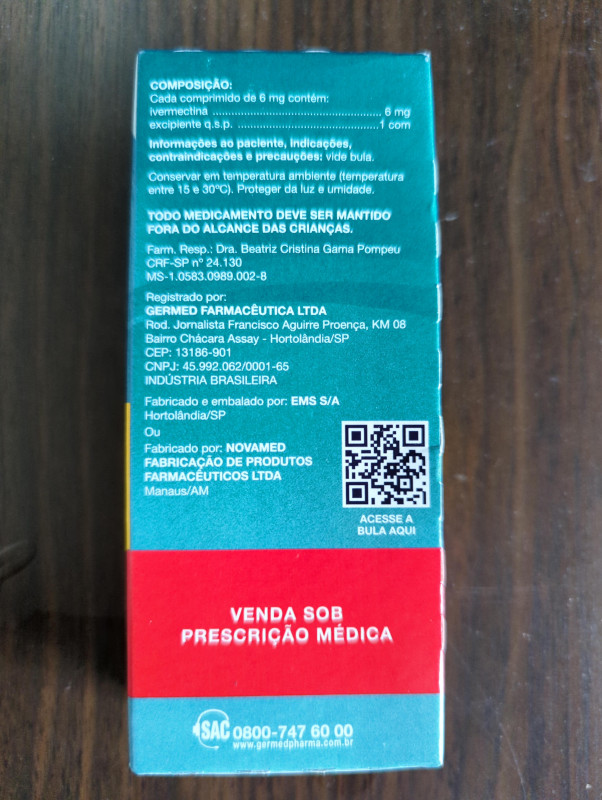 COMPOSIÇÃO:
Cada comprimido de 6 mg contém:
ivermectina ................................................ 6 mg
excipiente q.s.p. ........................................1 com
Informações ao paciente, indicações,
contraindicações e precauções: vide bula.
Conservar em temperatura ambiente (temperatura
entre 15 e 30ºC). Proteger da luz e umidade.
TODO MEDICAMENTO DEVE SER MANTIDO
FORA DO ALCANCE DAS CRIANÇAS.
Farm. Resp.: Dra. Beatriz Cristina Gama Pompeu
CRF-SP nº 24.130
MS-1.0583.0989.002-8
Registrado por:
GERMED FARMACÊUTICA LTDA
Rod. Jornalista Francisco Aguirre Proença, KM 08
Bairro Chácara Assay - Hortolândia/SP
CEP: 13186-901
CNPJ: 45.992.062/0001-65
INDÚSTRIA BRASILEIRA
Fabricado e embalado por: EMS S/A
Hortolândia/SP
Ou
Fabricado por: NOVAMED
FABRICAÇÃO DE PRODUTOS
FARMACÊUTICOS LTDA
Manaus/AM
ACESSE A
BULA AQUI
VENDA SOB
PRESCRIÇÃO MÉDICA
SAC 0800-747 60 00
www.germedpharma.com.br